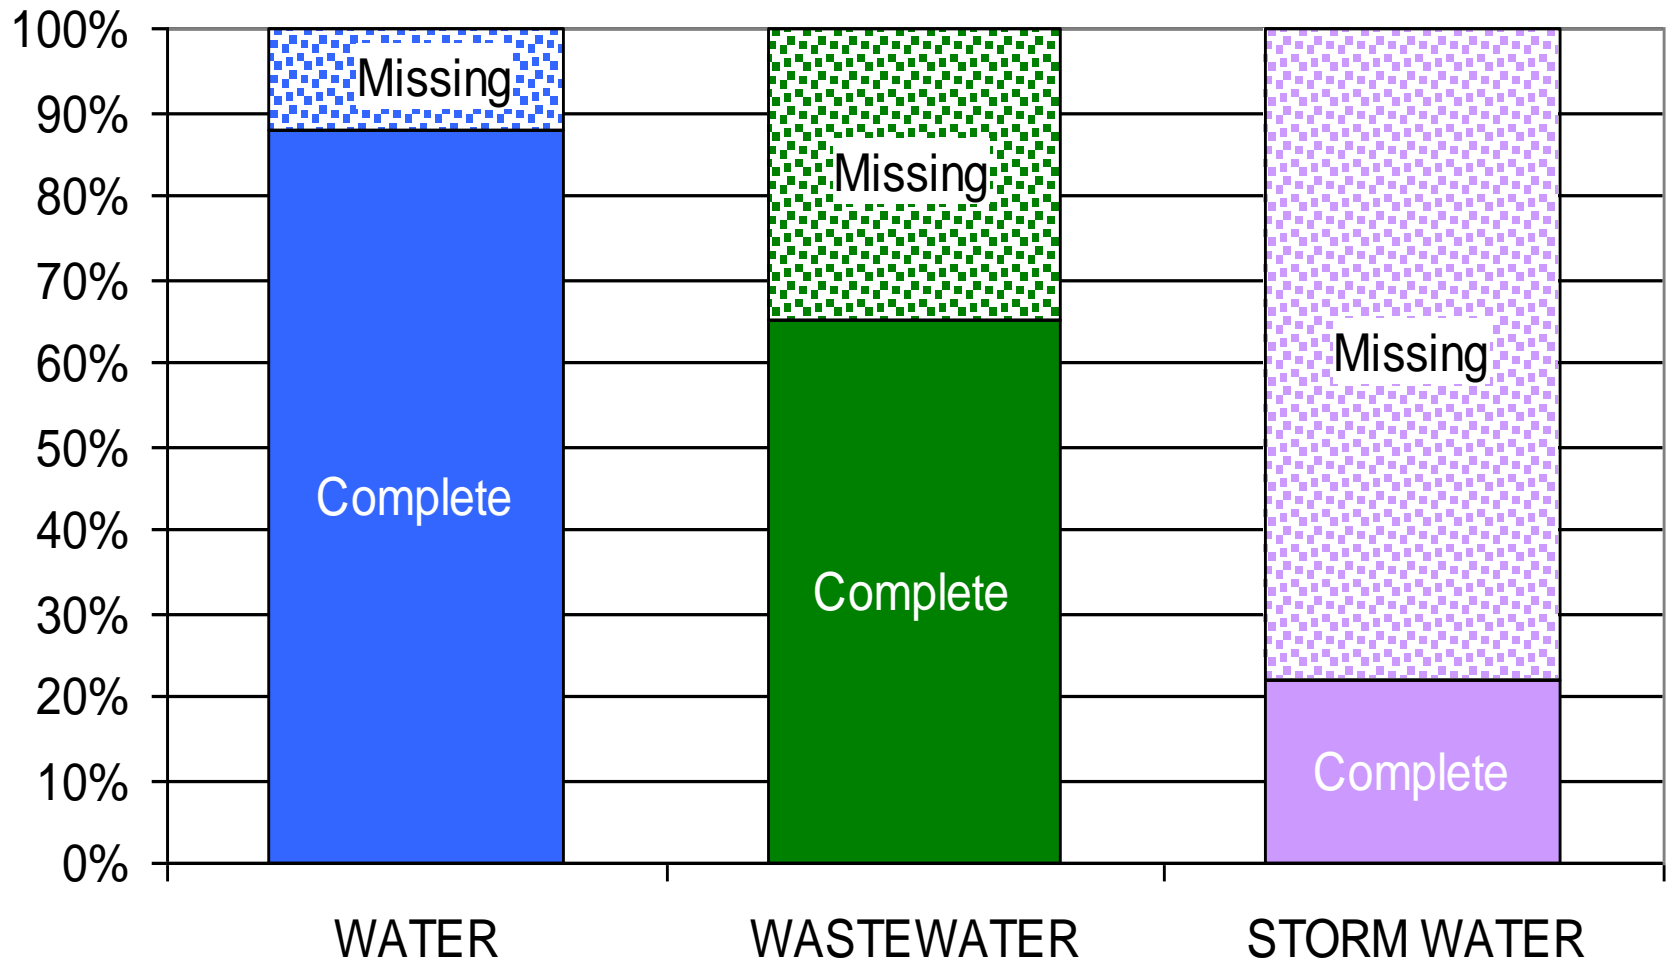 100%
90%
80%
70%
60%
50%
40%
30%
20%
10%
0%
Missing
Complete
Missing
Complete
Missing
Complete
WATER
WASTEWATER
STORM WATER